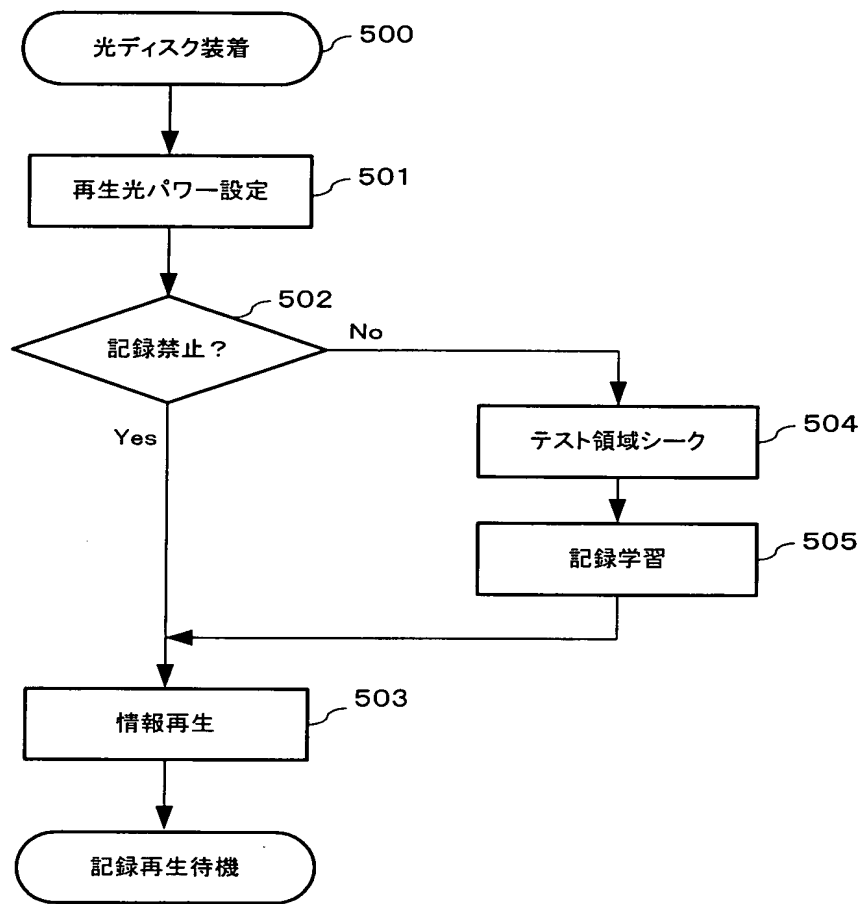 光ディスク装着
500
再生光パワー設定
501
502
記録禁止？
No
Yes
テスト領域シーク
504
記録学習
505
情報再生
503
記録再生待機